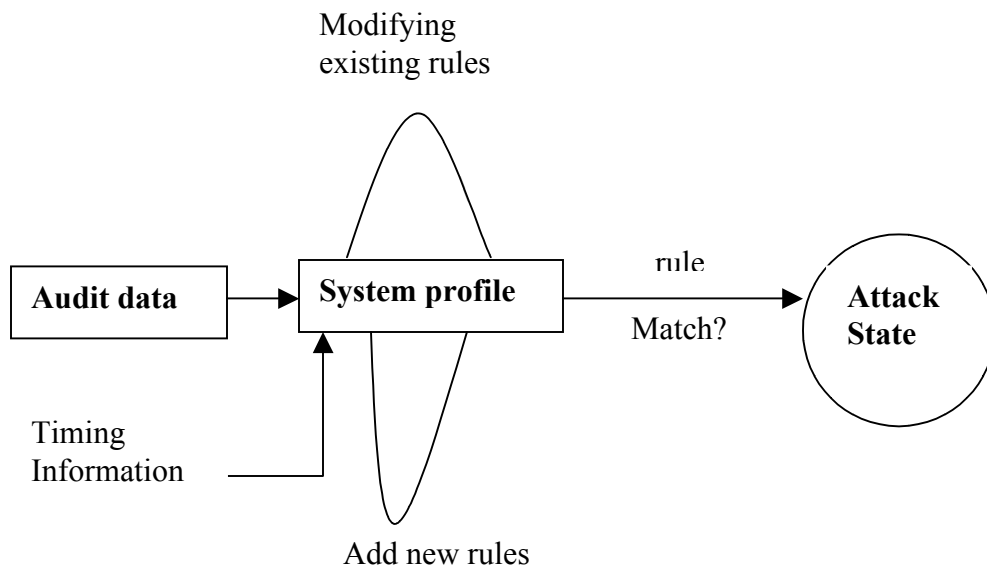 Modifying
existing rules
Audit data
System profile
rule
Match?
Attack
State
Timing
Information
Add new rules